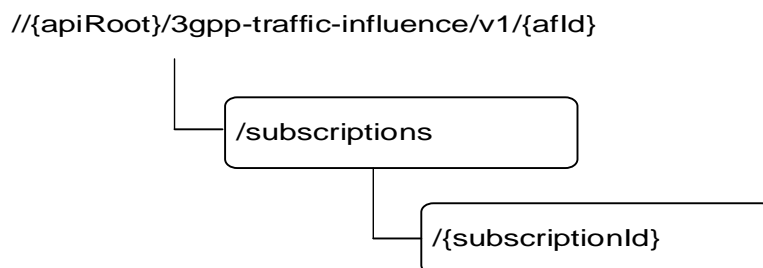 //{apiRoot}/3gpp-traffic-influence/v1/{afId}
/subscriptions
/{subscriptionId}